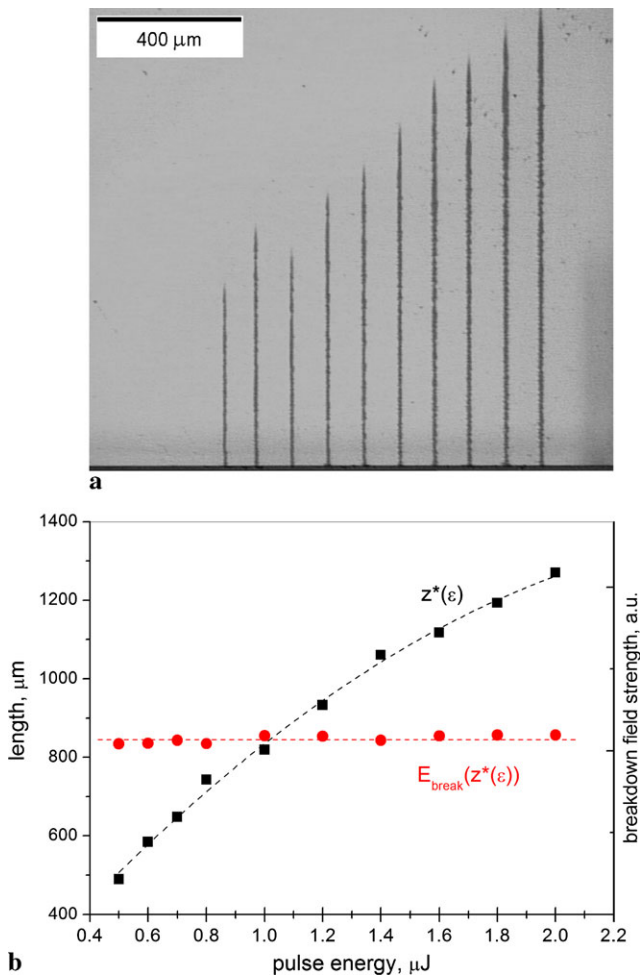 400 μm
a
1400
1200
1000
800
600
400
length, μm
z*(ε)
E_break(z*(ε))
breakdown field strength, a.u.
0.4 0.6 0.8 1.0 1.2 1.4 1.6 1.8 2.0 2.2
pulse energy, μJ
b